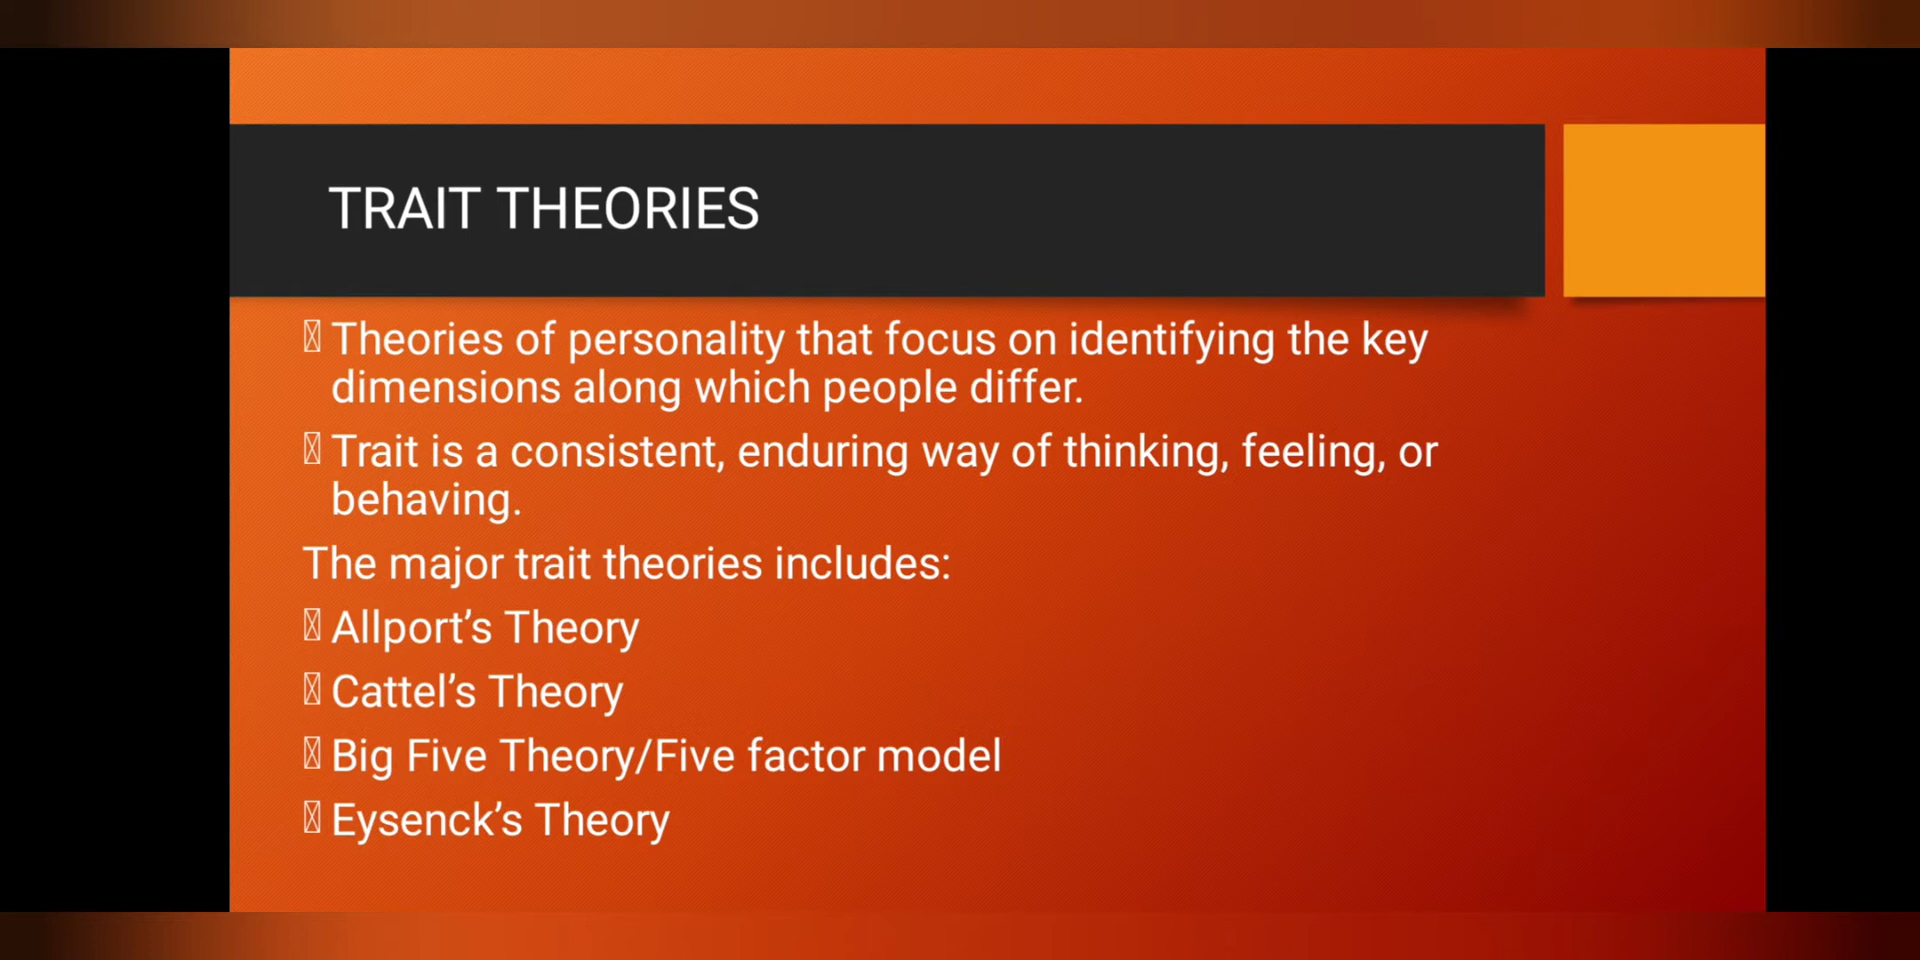 TRAIT THEORIES
Theories of personality that focus on identifying the key
dimensions along which people differ.
Trait is a consistent, enduring way of thinking, feeling, or
behaving.
The major trait theories includes:
Allport’s Theory
Cattel’s Theory
Big Five Theory/Five factor model
Eysenck’s Theory